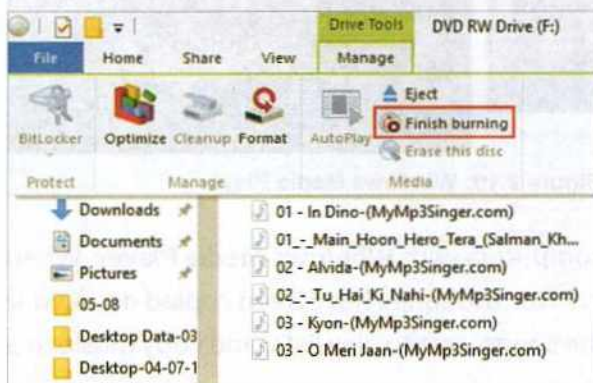 Drive Tools DVD RW Drive (F:)
File Home Share View Manage
BitLocker Optimize Cleanup Format AutoPlay
Eject
Finish burning
Erase this disc
Protect Manage Media
Downloads
Documents
Pictures
05-08
Desktop Data-03
Desktop-04-07-1
01 - In Dino-(MyMp3Singer.com)
01_-_Main_Hoon_Hero_Tera_(Salman_Kh...
02 - Alvida-(MyMp3Singer.com)
02_-_Tu_Hai_Ki_Nahi-(MyMp3Singer.com)
03 - Kyon-(MyMp3Singer.com)
03 - O Meri Jaan-(MyMp3Singer.com)